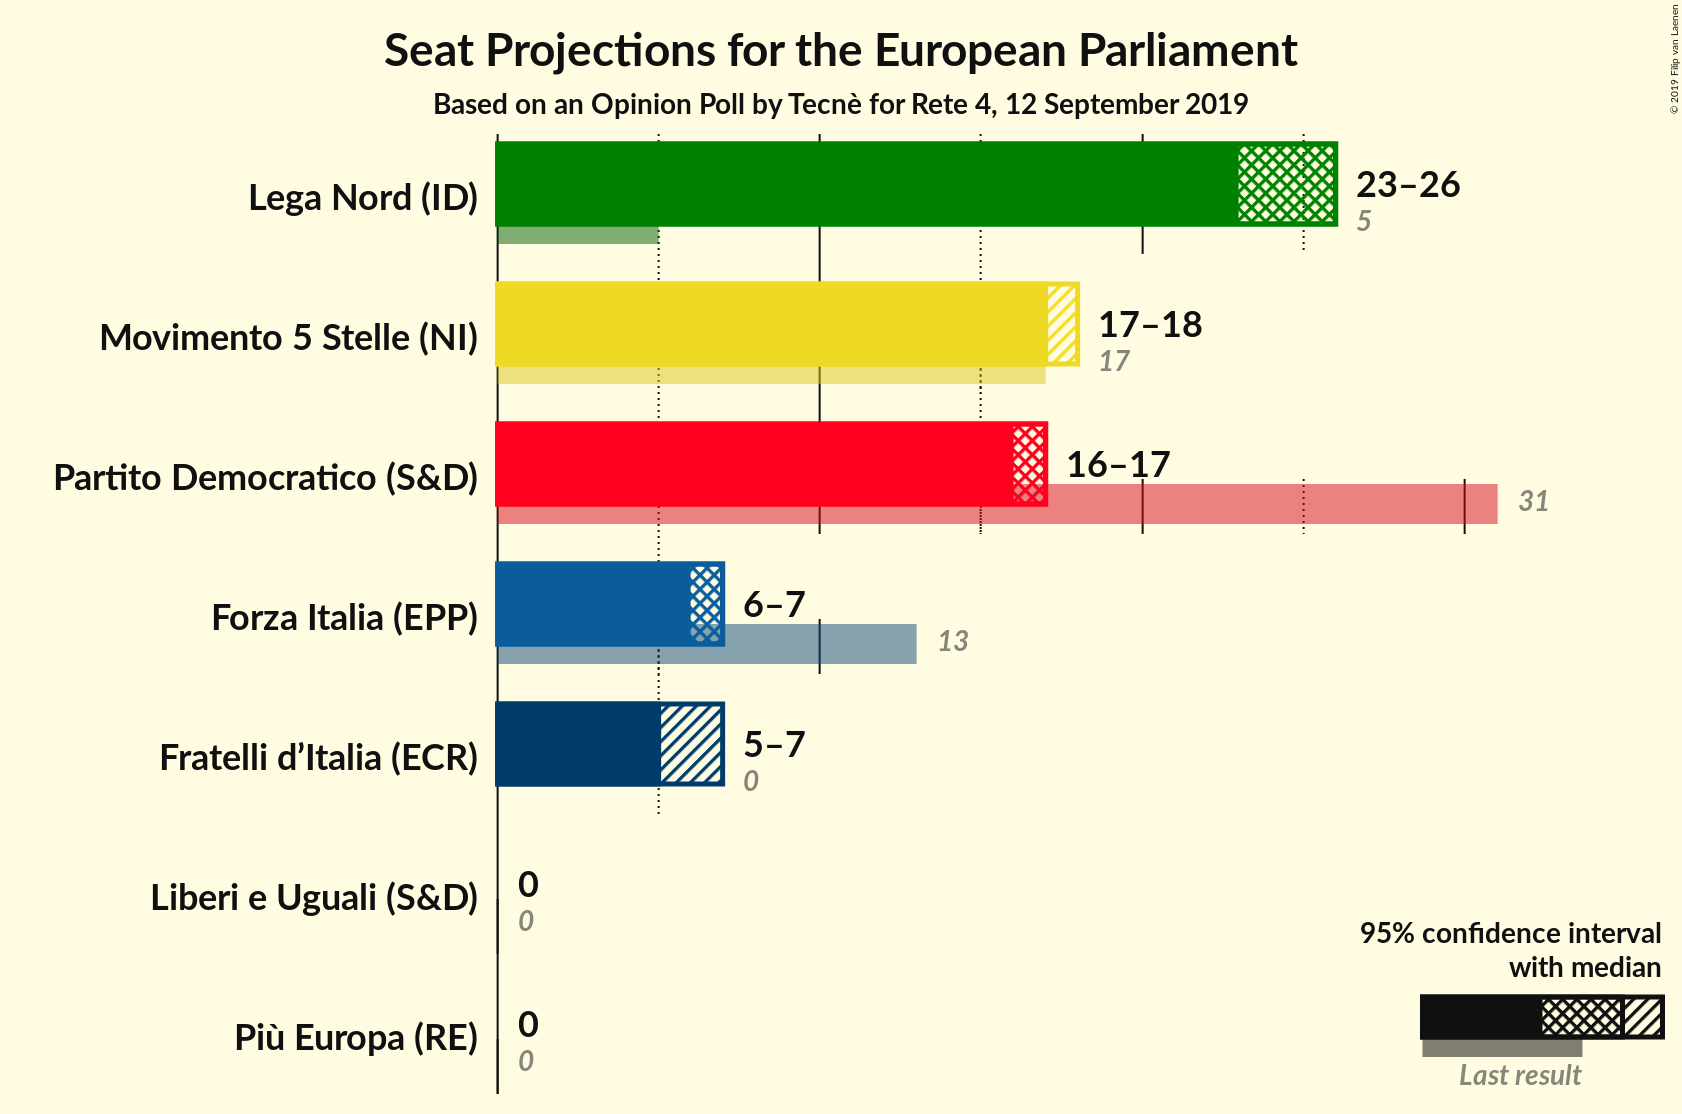 Seat Projections for the European Parliament
Based on an Opinion Poll by Tecnè for Rete 4, 12 September 2019
© 2019 Filip van Laenen
Lega Nord (ID)
23–26
5
Movimento 5 Stelle (NI)
17–18
17
Partito Democratico (S&D)
16–17
31
Forza Italia (EPP)
6–7
13
Fratelli d’Italia (ECR)
5–7
0
Liberi e Uguali (S&D)
0
0
Più Europa (RE)
0
0
95% confidence interval
with median
Last result